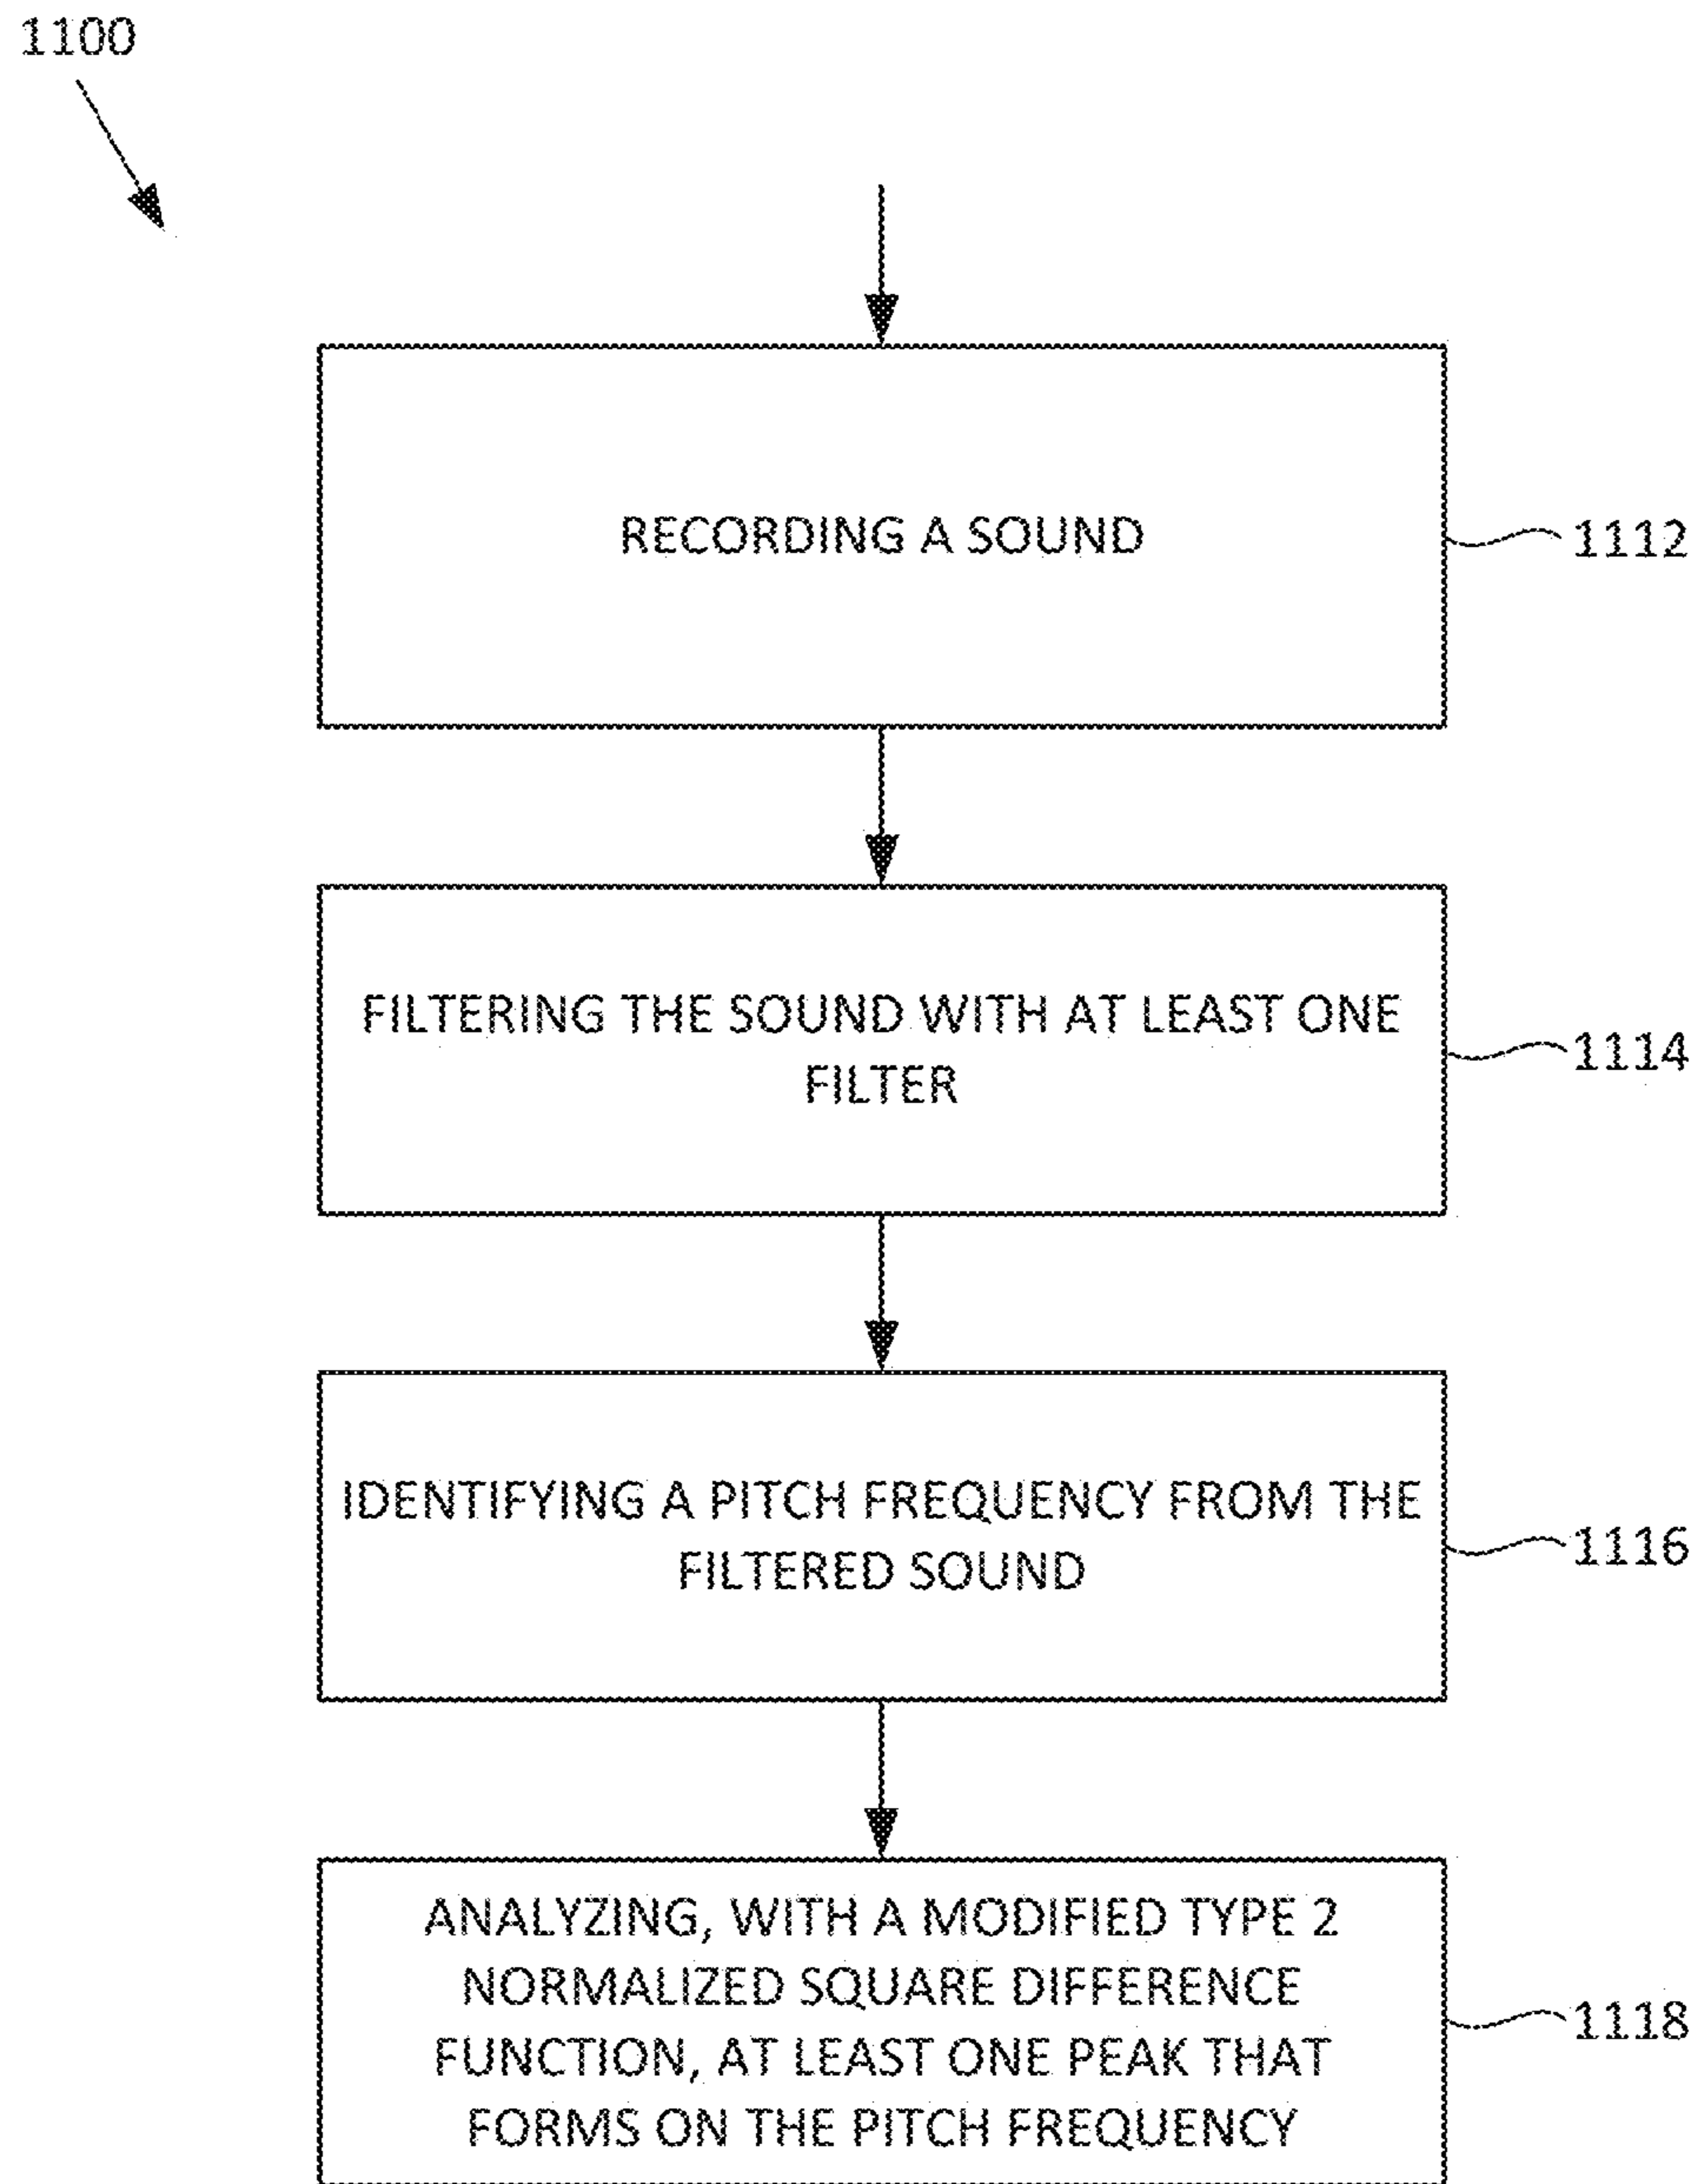 1100
RECORDING A SOUND
1112
FILTERING THE SOUND WITH AT LEAST ONE
FILTER
1114
IDENTIFYING A PITCH FREQUENCY FROM THE
FILTERED SOUND
1116
ANALYZING, WITH A MODIFIED TYPE 2
NORMALIZED SQUARE DIFFERENCE
FUNCTION, AT LEAST ONE PEAK THAT
FORMS ON THE PITCH FREQUENCY
1118